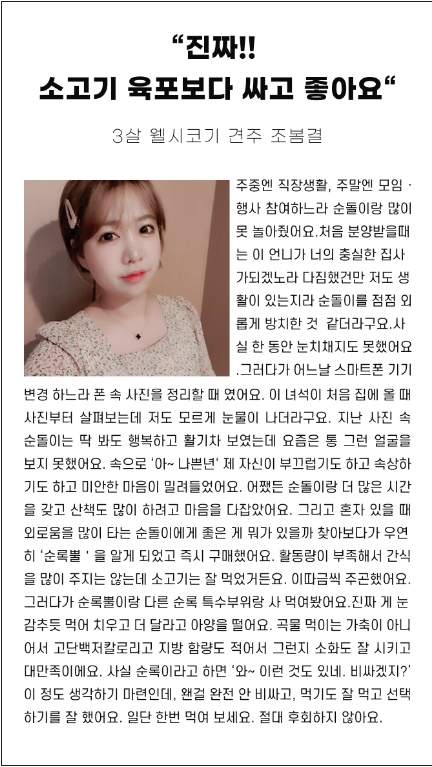 “진짜!!
소고기 육포보다 싸고 좋아요“
3살 웰시코기 견주 조봄결
주중엔 직장생활, 주말엔 모임 ·
행사 참여하느라 순돌이랑 많이
못 놀아줬어요.처음 분양받을때
는 이 언니가 너의 충실한 집사
가되겠노라 다짐했건만 저도 생
활이 있는지라 순돌이를 점점 외
롭게 방치한 것 같더라구요.사
실 한 동안 눈치채지도 못했어요
.그러다가 어느날 스마트폰 기기
변경 하느라 폰 속 사진을 정리할 때 였어요. 이 녀석이 처음 집에 올 때
사진부터 살펴보는데 저도 모르게 눈물이 나더라구요. 지난 사진 속
순돌이는 딱 봐도 행복하고 활기차 보였는데 요즘은 통 그런 얼굴을
보지 못했어요. 속으로 ‘아~ 나쁜년‘ 제 자신이 부끄럽기도 하고 속상하
기도 하고 미안한 마음이 밀려들었어요. 어쨌든 순돌이랑 더 많은 시간
을 갖고 산책도 많이 하려고 마음을 다잡았어요. 그리고 혼자 있을 때
외로움을 많이 타는 순돌이에게 좋은 게 뭐가 있을까 찾아보다가 우연
히 ‘순록뿔 ‘ 을 알게 되었고 즉시 구매했어요. 활동량이 부족해서 간식
을 많이 주지는 않는데 소고기는 잘 먹었거든요. 이따금씩 주곤했어요.
그러다가 순록뿔이랑 다른 순록 특수부위랑 사 먹여봤어요.진짜 게 눈
감추듯 먹어 치우고 더 달라고 아양을 떨어요. 곡물 먹이는 가축이 아니
어서 고단백저칼로리고 지방 함량도 적어서 그런지 소화도 잘 시키고
대만족이에요. 사실 순록이라고 하면 ‘와~ 이런 것도 있네. 비싸겠지?’
이 정도 생각하기 마련인데, 왠걸 완전 안 비싸고, 먹기도 잘 먹고 선택
하기를 잘 했어요. 일단 한번 먹여 보세요. 절대 후회하지 않아요.